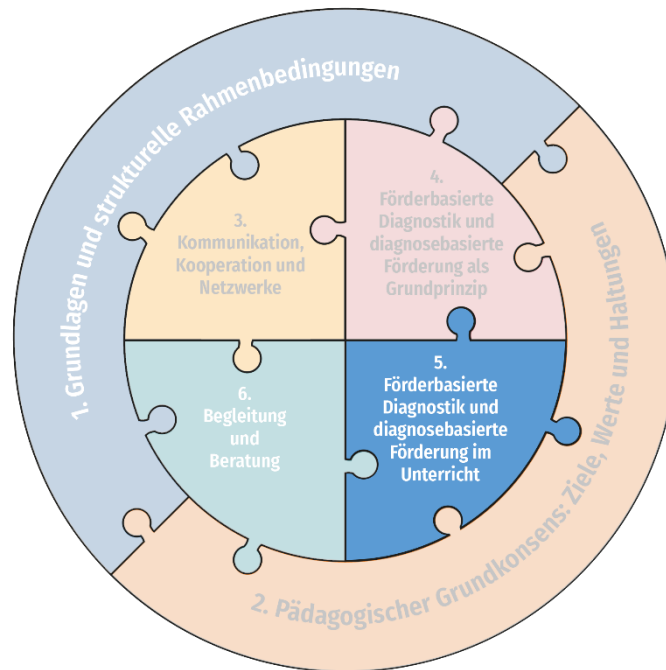 1. Grundlagen und strukturelle Rahmenbedingungen
3.
Kommunikation,
Kooperation und
Netzwerke
4.
Förderbasierte
Diagnostik und
diagnosebasierte
Förderung als
Grundprinzip
5.
Förderbasierte
Diagnostik und
diagnosebasierte
Förderung im
Unterricht
6.
Begleitung
und
Beratung
2. Pädagogischer Grundkonsens: Ziele, Werte und Haltungen